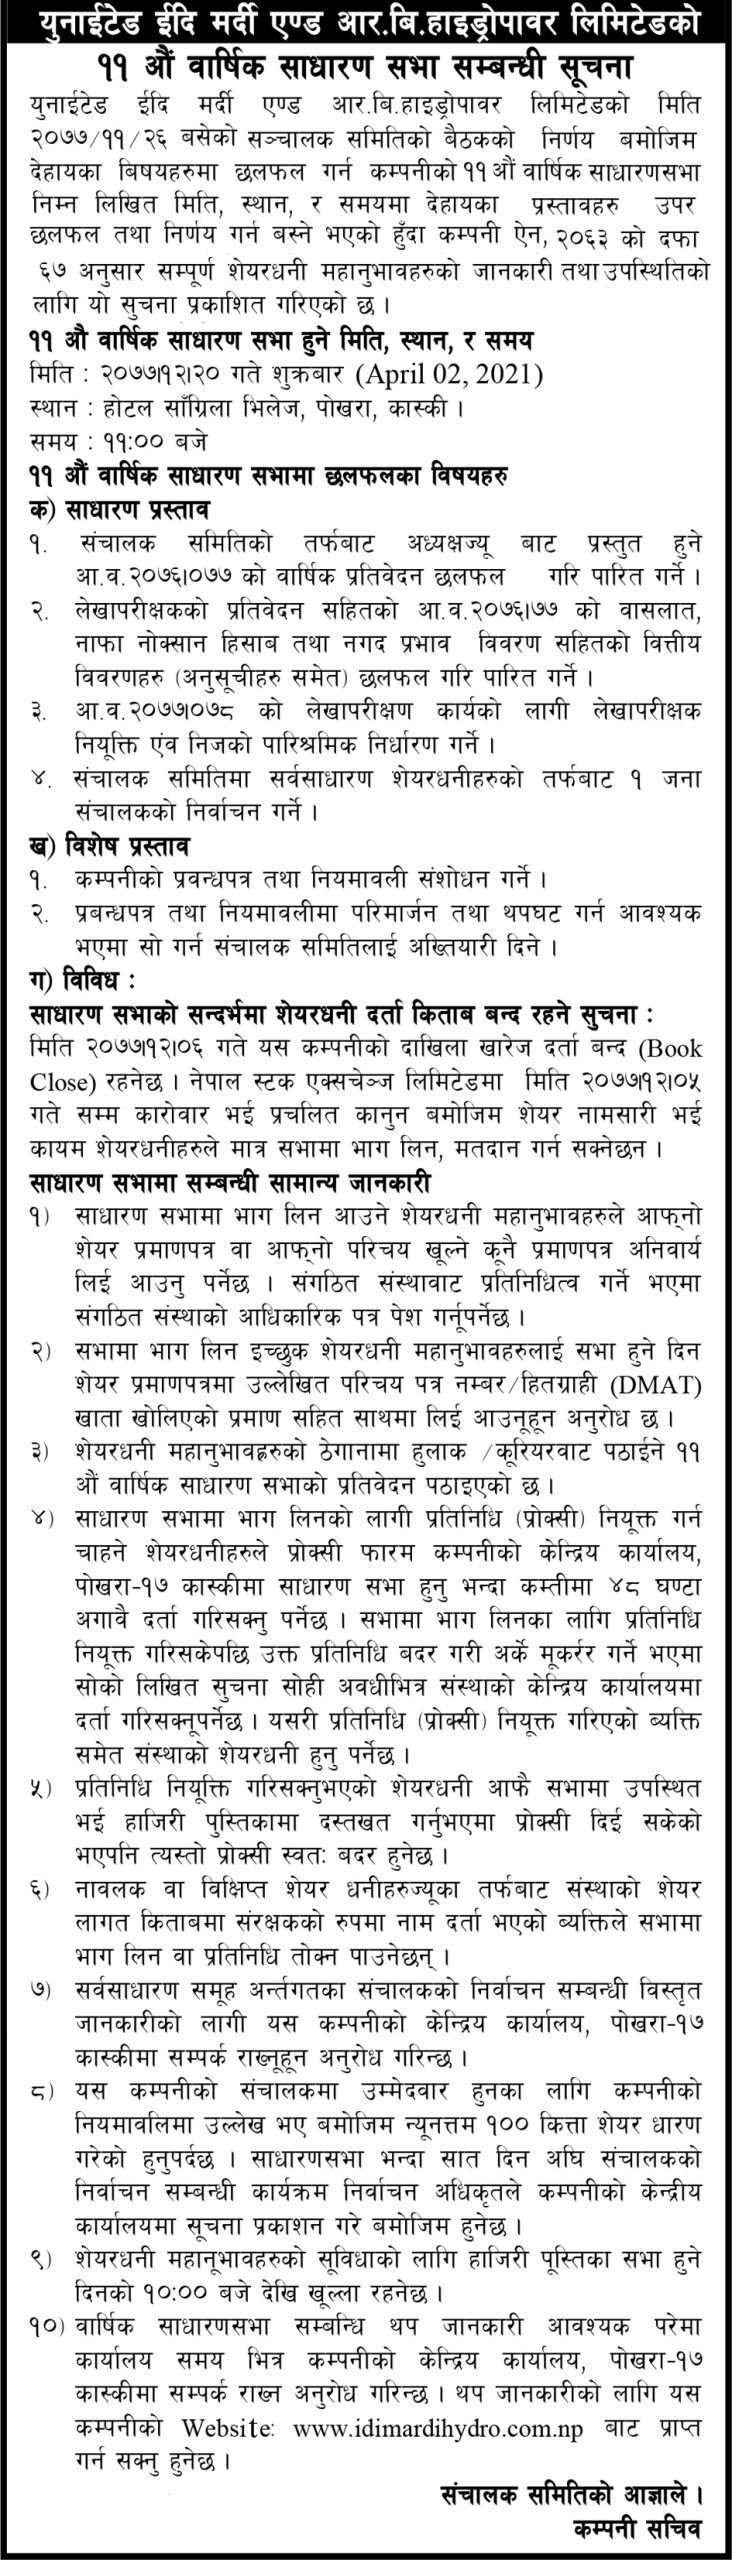 युनाईटेड ईदि मर्दी एण्ड आर.बि.हाइड्रोपावर लिमिटेडको
११ औं वार्षिक साधारण सभा सम्बन्धी सूचना
युनाईटेड ईदि मर्दी एण्ड आर.बि.हाइड्रोपावर लिमिटेडको मिति
२०७७/११/२६ बसेको सञ्चालक समितिको बैठकको निर्णय बमोजिम
देहायका बिषयहरुमा छलफल गर्न कम्पनीको ११ औं वार्षिक साधारणसभा
निम्न लिखित मिति, स्थान, र समयमा देहायका प्रस्तावहरु उपर
छलफल तथा निर्णय गर्न बस्ने भएको हुँदा कम्पनी ऐन, २०६३ को दफा
६७ अनुसार सम्पूर्ण शेयरधनी महानुभावहरुको जानकारी तथा उपस्थितिको
लागि यो सुचना प्रकाशित गरिएको छ ।
११ औ वार्षिक साधारण सभा हुने मिति, स्थान, र समय
मिति : २०७७।१२।२० गते शुक्रबार (April 02, 2021)
स्थान : होटल साँग्रिला भिलेज, पोखरा, कास्की ।
समय : ११:०० बजे
११ औं वार्षिक साधारण सभामा छलफलका विषयहरु
क) साधारण प्रस्ताव
१. संचालक समितिको तर्फबाट अध्यक्षज्यू बाट प्रस्तुत हुने
आ.व.२०७६।०७७ को वार्षिक प्रतिवेदन छलफल गरि पारित गर्ने ।
२. लेखापरीक्षकको प्रतिवेदन सहितको आ.व.२०७६।७७ को वासलात,
नाफा नोक्सान हिसाब तथा नगद प्रभाव विवरण सहितको वित्तीय
विवरणहरु (अनुसूचीहरु समेत) छलफल गरि पारित गर्ने ।
३. आ.व.२०७७।०७८ को लेखापरीक्षण कार्यको लागी लेखापरीक्षक
नियूक्ति एंव निजको पारिश्रमिक निर्धारण गर्ने ।
४. संचालक समितिमा सर्वसाधारण शेयरधनीहरुको तर्फबाट १ जना
संचालकको निर्वाचन गर्ने ।
ख) विशेष प्रस्ताव
१. कम्पनीको प्रवन्धपत्र तथा नियमावली संशोधन गर्ने ।
२. प्रबन्धपत्र तथा नियमावलीमा परिमार्जन तथा थपघट गर्न आवश्यक
भएमा सो गर्न संचालक समितिलाई अख्तियारी दिने ।
ग) विविध :
साधारण सभाको सन्दर्भमा शेयरधनी दर्ता किताब बन्द रहने सुचना :
मिति २०७७।१२।०६ गते यस कम्पनीको दाखिला खारेज दर्ता बन्द (Book
Close) रहनेछ । नेपाल स्टक एक्सचेञ्ज लिमिटेडमा मिति २०७७।१२।०५
गते सम्म कारोवार भई प्रचलित कानुन बमोजिम शेयर नामसारी भई
कायम शेयरधनीहरुले मात्र सभामा भाग लिन, मतदान गर्न सक्नेछन ।
साधारण सभामा सम्बन्धी सामान्य जानकारी
१) साधारण सभामा भाग लिन आउने शेयरधनी महानुभावहरुले आफ्नो
शेयर प्रमाणपत्र वा आफ्नो परिचय खूल्ने कूनै प्रमाणपत्र अनिवार्य
लिई आउनु पर्नेछ । संगठित संस्थावाट प्रतिनिधित्व गर्ने भएमा
संगठित संस्थाको आधिकारिक पत्र पेश गर्नूपर्नेछ ।
२) सभामा भाग लिन इच्छुक शेयरधनी महानुभावहरुलाई सभा हुने दिन
शेयर प्रमाणपत्रमा उल्लेखित परिचय पत्र नम्बर/हितग्राही (DMAT)
खाता खोलिएको प्रमाण सहित साथमा लिई आउनूहून अनुरोध छ ।
३) शेयरधनी महानुभावहरुको ठेगानामा हुलाक /कूरियरवाट पठाईने ११
औं वार्षिक साधारण सभाको प्रतिवेदन पठाइएको छ ।
४) साधारण सभामा भाग लिनको लागी प्रतिनिधि (प्रोक्सी) नियूक्त गर्न
चाहने शेयरधनीहरुले प्रोक्सी फारम कम्पनीको केन्द्रिय कार्यालय,
पोखरा-१७ कास्कीमा साधारण सभा हुनु भन्दा कम्तीमा ४८ घण्टा
अगावै दर्ता गरिसक्नु पर्नेछ । सभामा भाग लिनका लागि प्रतिनिधि
नियूक्त गरिसकेपछि उक्त प्रतिनिधि बदर गरी अर्के मूकर्रर गर्ने भएमा
सोको लिखित सुचना सोही अवधीभित्र संस्थाको केन्द्रिय कार्यालयमा
दर्ता गरिसक्नूपर्नेछ । यसरी प्रतिनिधि (प्रोक्सी) नियूक्त गरिएको ब्यक्ति
समेत संस्थाको शेयरधनी हुनु पर्नेछ ।
५) प्रतिनिधि नियूक्ति गरिसक्नुभएको शेयरधनी आफै सभामा उपस्थित
भई हाजिरी पुस्तिकामा दस्तखत गर्नुभएमा प्रोक्सी दिई सकेको
भएपनि त्यस्तो प्रोक्सी स्वत: बदर हुनेछ ।
६) नावलक वा विक्षिप्त शेयर धनीहरुज्यूका तर्फबाट संस्थाको शेयर
लागत किताबमा संरक्षकको रुपमा नाम दर्ता भएको ब्यक्तिले सभामा
भाग लिन वा प्रतिनिधि तोक्न पाउनेछन् ।
७) सर्वसाधारण समूह अर्न्तगतका संचालकको निर्वाचन सम्बन्धी विस्तृत
जानकारीको लागी यस कम्पनीको केन्द्रिय कार्यालय, पोखरा-१७
कास्कीमा सम्पर्क राख्नूहून अनुरोध गरिन्छ ।
८) यस कम्पनीको संचालकमा उम्मेदवार हुनका लागि कम्पनीको
नियमावलिमा उल्लेख भए बमोजिम न्यूनत्तम १०० कित्ता शेयर धारण
गरेको हुनुपर्दछ । साधारणसभा भन्दा सात दिन अघि संचालकको
निर्वाचन सम्बन्धी कार्यक्रम निर्वाचन अधिकृतले कम्पनीको केन्द्रीय
कार्यालयमा सूचना प्रकाशन गरे बमोजिम हुनेछ ।
९) शेयरधनी महानूभावहरुको सूविधाको लागि हाजिरी पूस्तिका सभा हुने
दिनको १०:०० बजे देखि खूल्ला रहनेछ ।
१०) वार्षिक साधारणसभा सम्बन्धि थप जानकारी आवश्यक परेमा
कार्यालय समय भित्र कम्पनीको केन्द्रिय कार्यालय, पोखरा-१७
कास्कीमा सम्पर्क राख्न अनुरोध गरिन्छ । थप जानकारीको लागि यस
कम्पनीको Website: www.idimardihydro.com.np बाट प्राप्त
गर्न सक्नु हुनेछ ।
संचालक समितिको आज्ञाले ।
कम्पनी सचिव